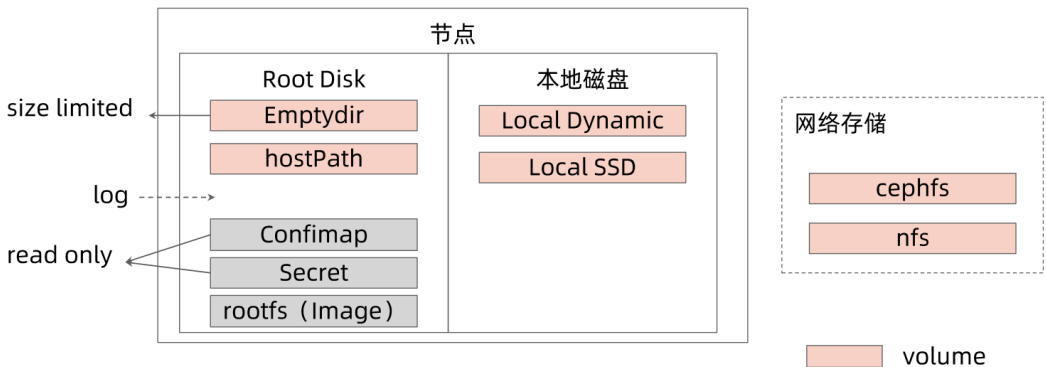 节点
Root Disk
本地磁盘
size limited
Emptydir
Local Dynamic
网络存储
hostPath
Local SSD
log
cephfs
Confimap
nfs
read only
Secret
rootfs（Image）
volume